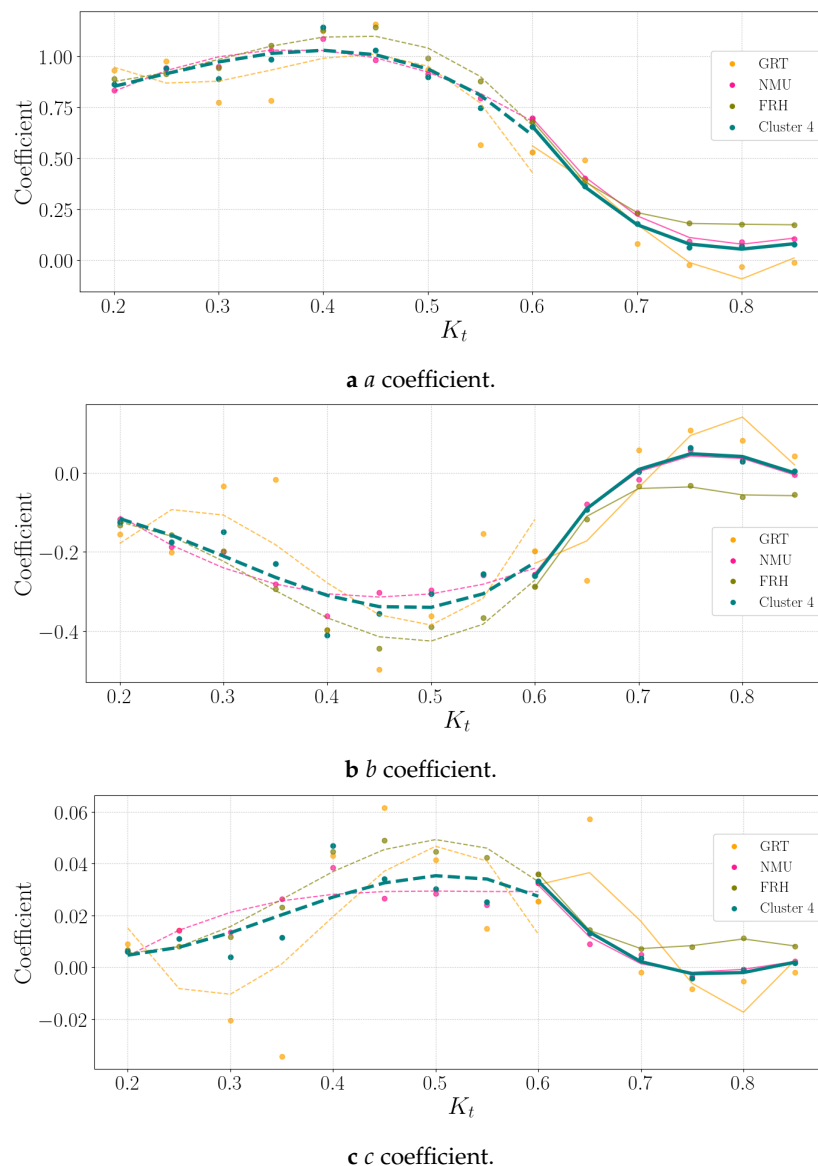 1.00
0.75
0.50
0.25
0.00
Coefficient
GRT
NMU
FRH
Cluster 4
0.2 0.3 0.4 0.5 0.6 0.7 0.8
K_t
a a coefficient.
0.0
−0.2
−0.4
Coefficient
GRT
NMU
FRH
Cluster 4
0.2 0.3 0.4 0.5 0.6 0.7 0.8
K_t
b b coefficient.
0.06
0.04
0.02
0.00
−0.02
Coefficient
GRT
NMU
FRH
Cluster 4
0.2 0.3 0.4 0.5 0.6 0.7 0.8
K_t
c c coefficient.